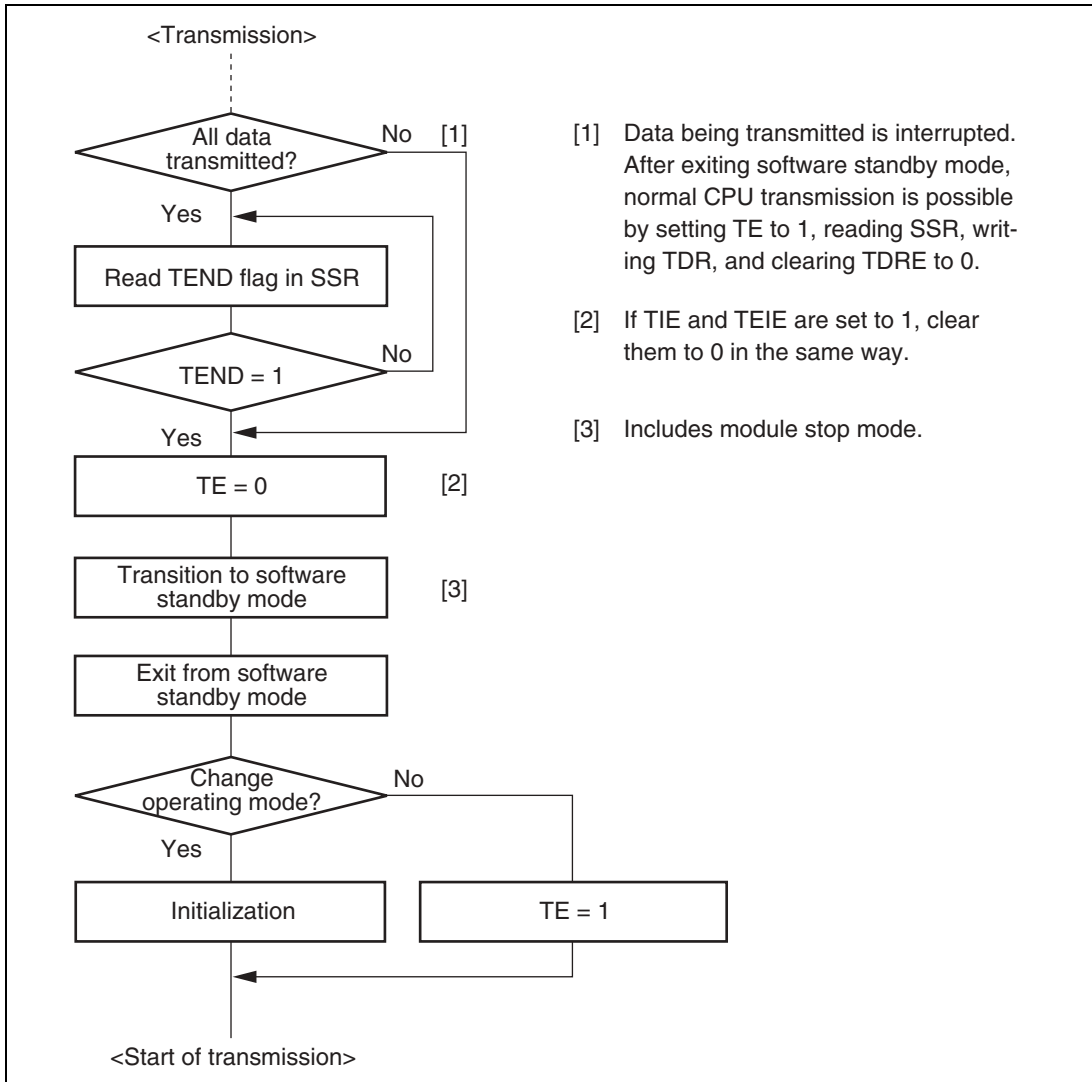 <Transmission>
All data
transmitted?
No
[1]
Yes
Read TEND flag in SSR
TEND = 1
No
Yes
TE = 0
[2]
Transition to software
standby mode
[3]
Exit from software
standby mode
Change
operating mode?
No
Yes
Initialization
TE = 1
<Start of transmission>
[1] Data being transmitted is interrupted.
After exiting software standby mode,
normal CPU transmission is possible
by setting TE to 1, reading SSR, writ-
ing TDR, and clearing TDRE to 0.
[2] If TIE and TEIE are set to 1, clear
them to 0 in the same way.
[3] Includes module stop mode.